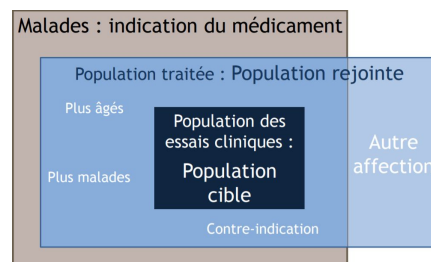 Malades : indication du médicament
Population traitée : Population rejointe
Plus âgés
Population des
essais cliniques :
Population
cible
Autre
affection
Plus malades
Contre-indication